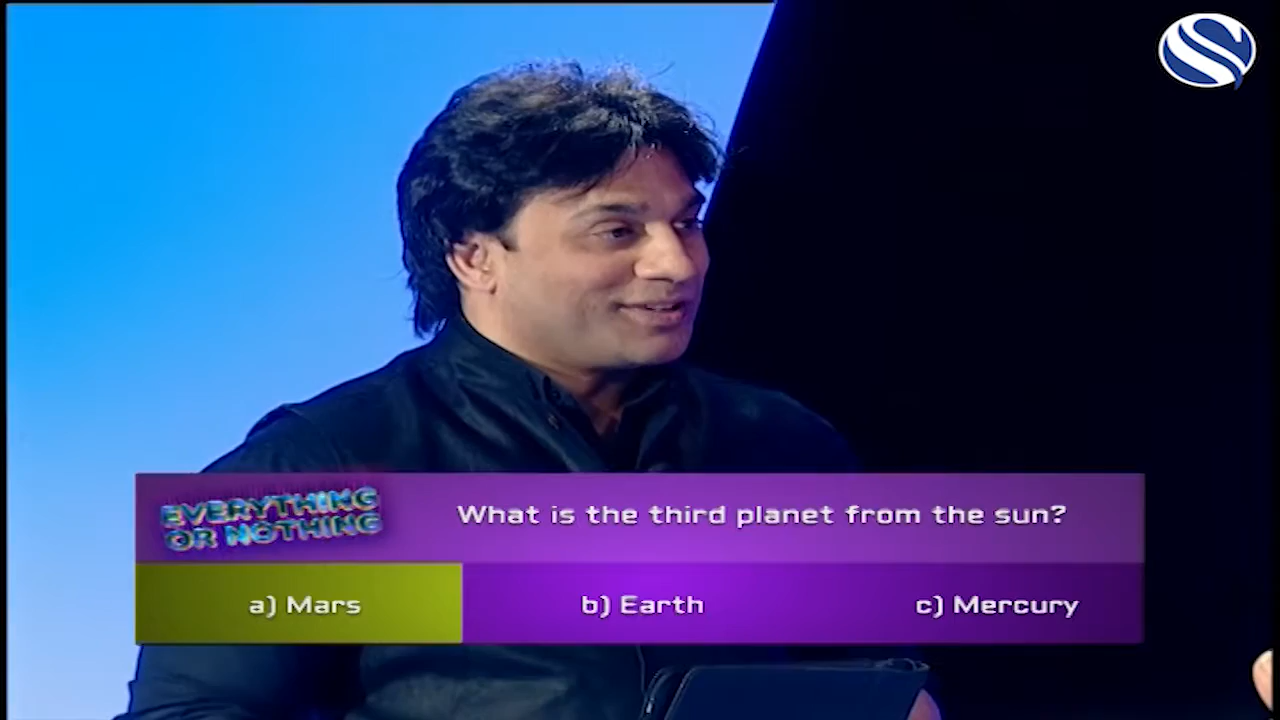 EVERYTHING
OR NOTHING
What is the third planet from the sun?
a) Mars
b) Earth
c) Mercury